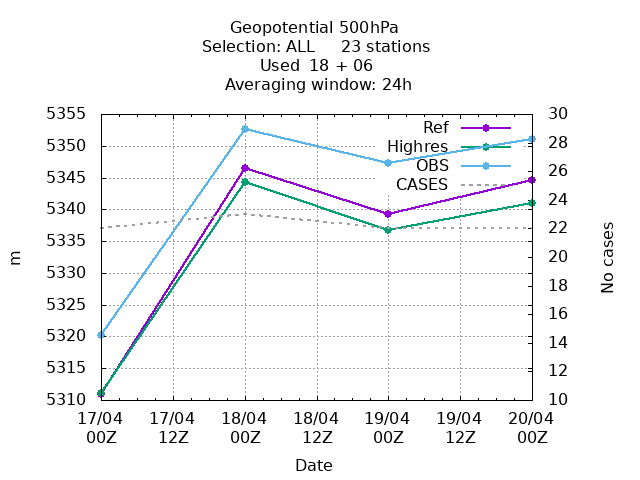 Geopotential 500hPa
Selection: ALL 23 stations
Used 18 + 06
Averaging window: 24h
5355
5350
5345
5340
5335
5330
5325
5320
5315
5310
m
30
28
26
24
22
20
18
16
14
12
10
No cases
Ref
Highres
OBS
CASES
17/04 17/04 18/04 18/04 19/04 19/04 20/04
00Z 12Z 00Z 12Z 00Z 12Z 00Z
Date